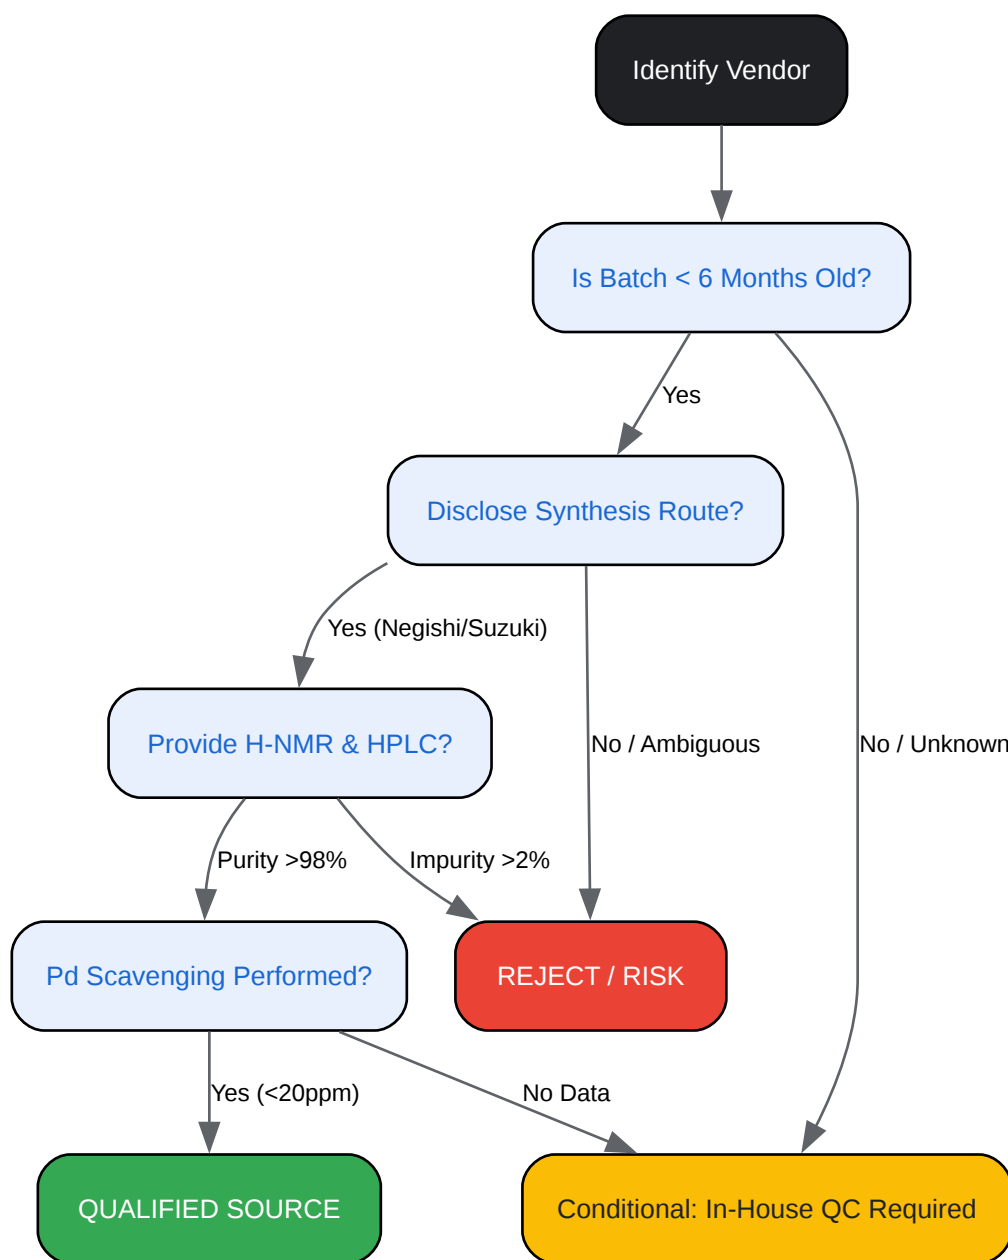 Identify Vendor
Is Batch < 6 Months Old?
Yes
Disclose Synthesis Route?
Yes (Negishi/Suzuki)
Provide H-NMR & HPLC?
No / Ambiguous
No / Unknown
Purity >98%
Impurity >2%
Pd Scavenging Performed?
REJECT / RISK
Yes (<20ppm)
No Data
QUALIFIED SOURCE
Conditional: In-House QC Required